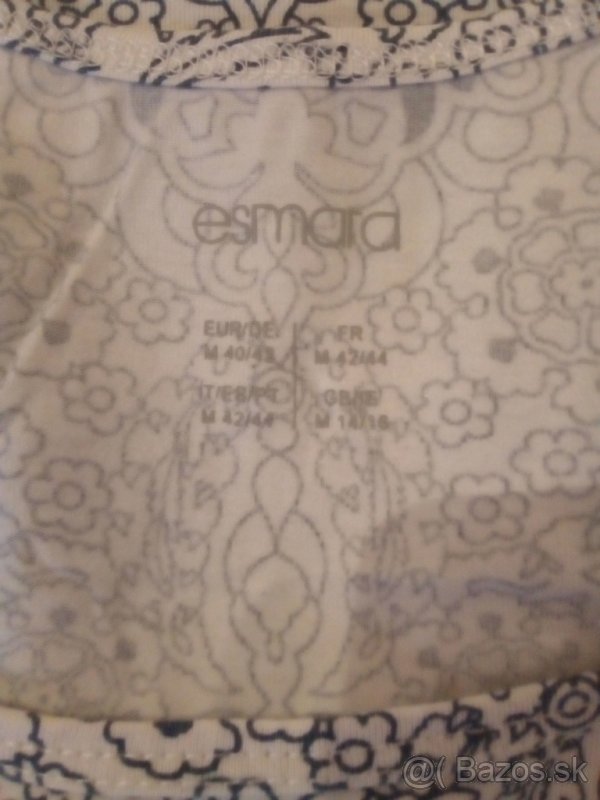 esmara
EUR/DE/ FR
M 40/42 M 42/44
IT/ES/PT GB/IE/
M 42/44 M 14/16
@( Bazos.sk